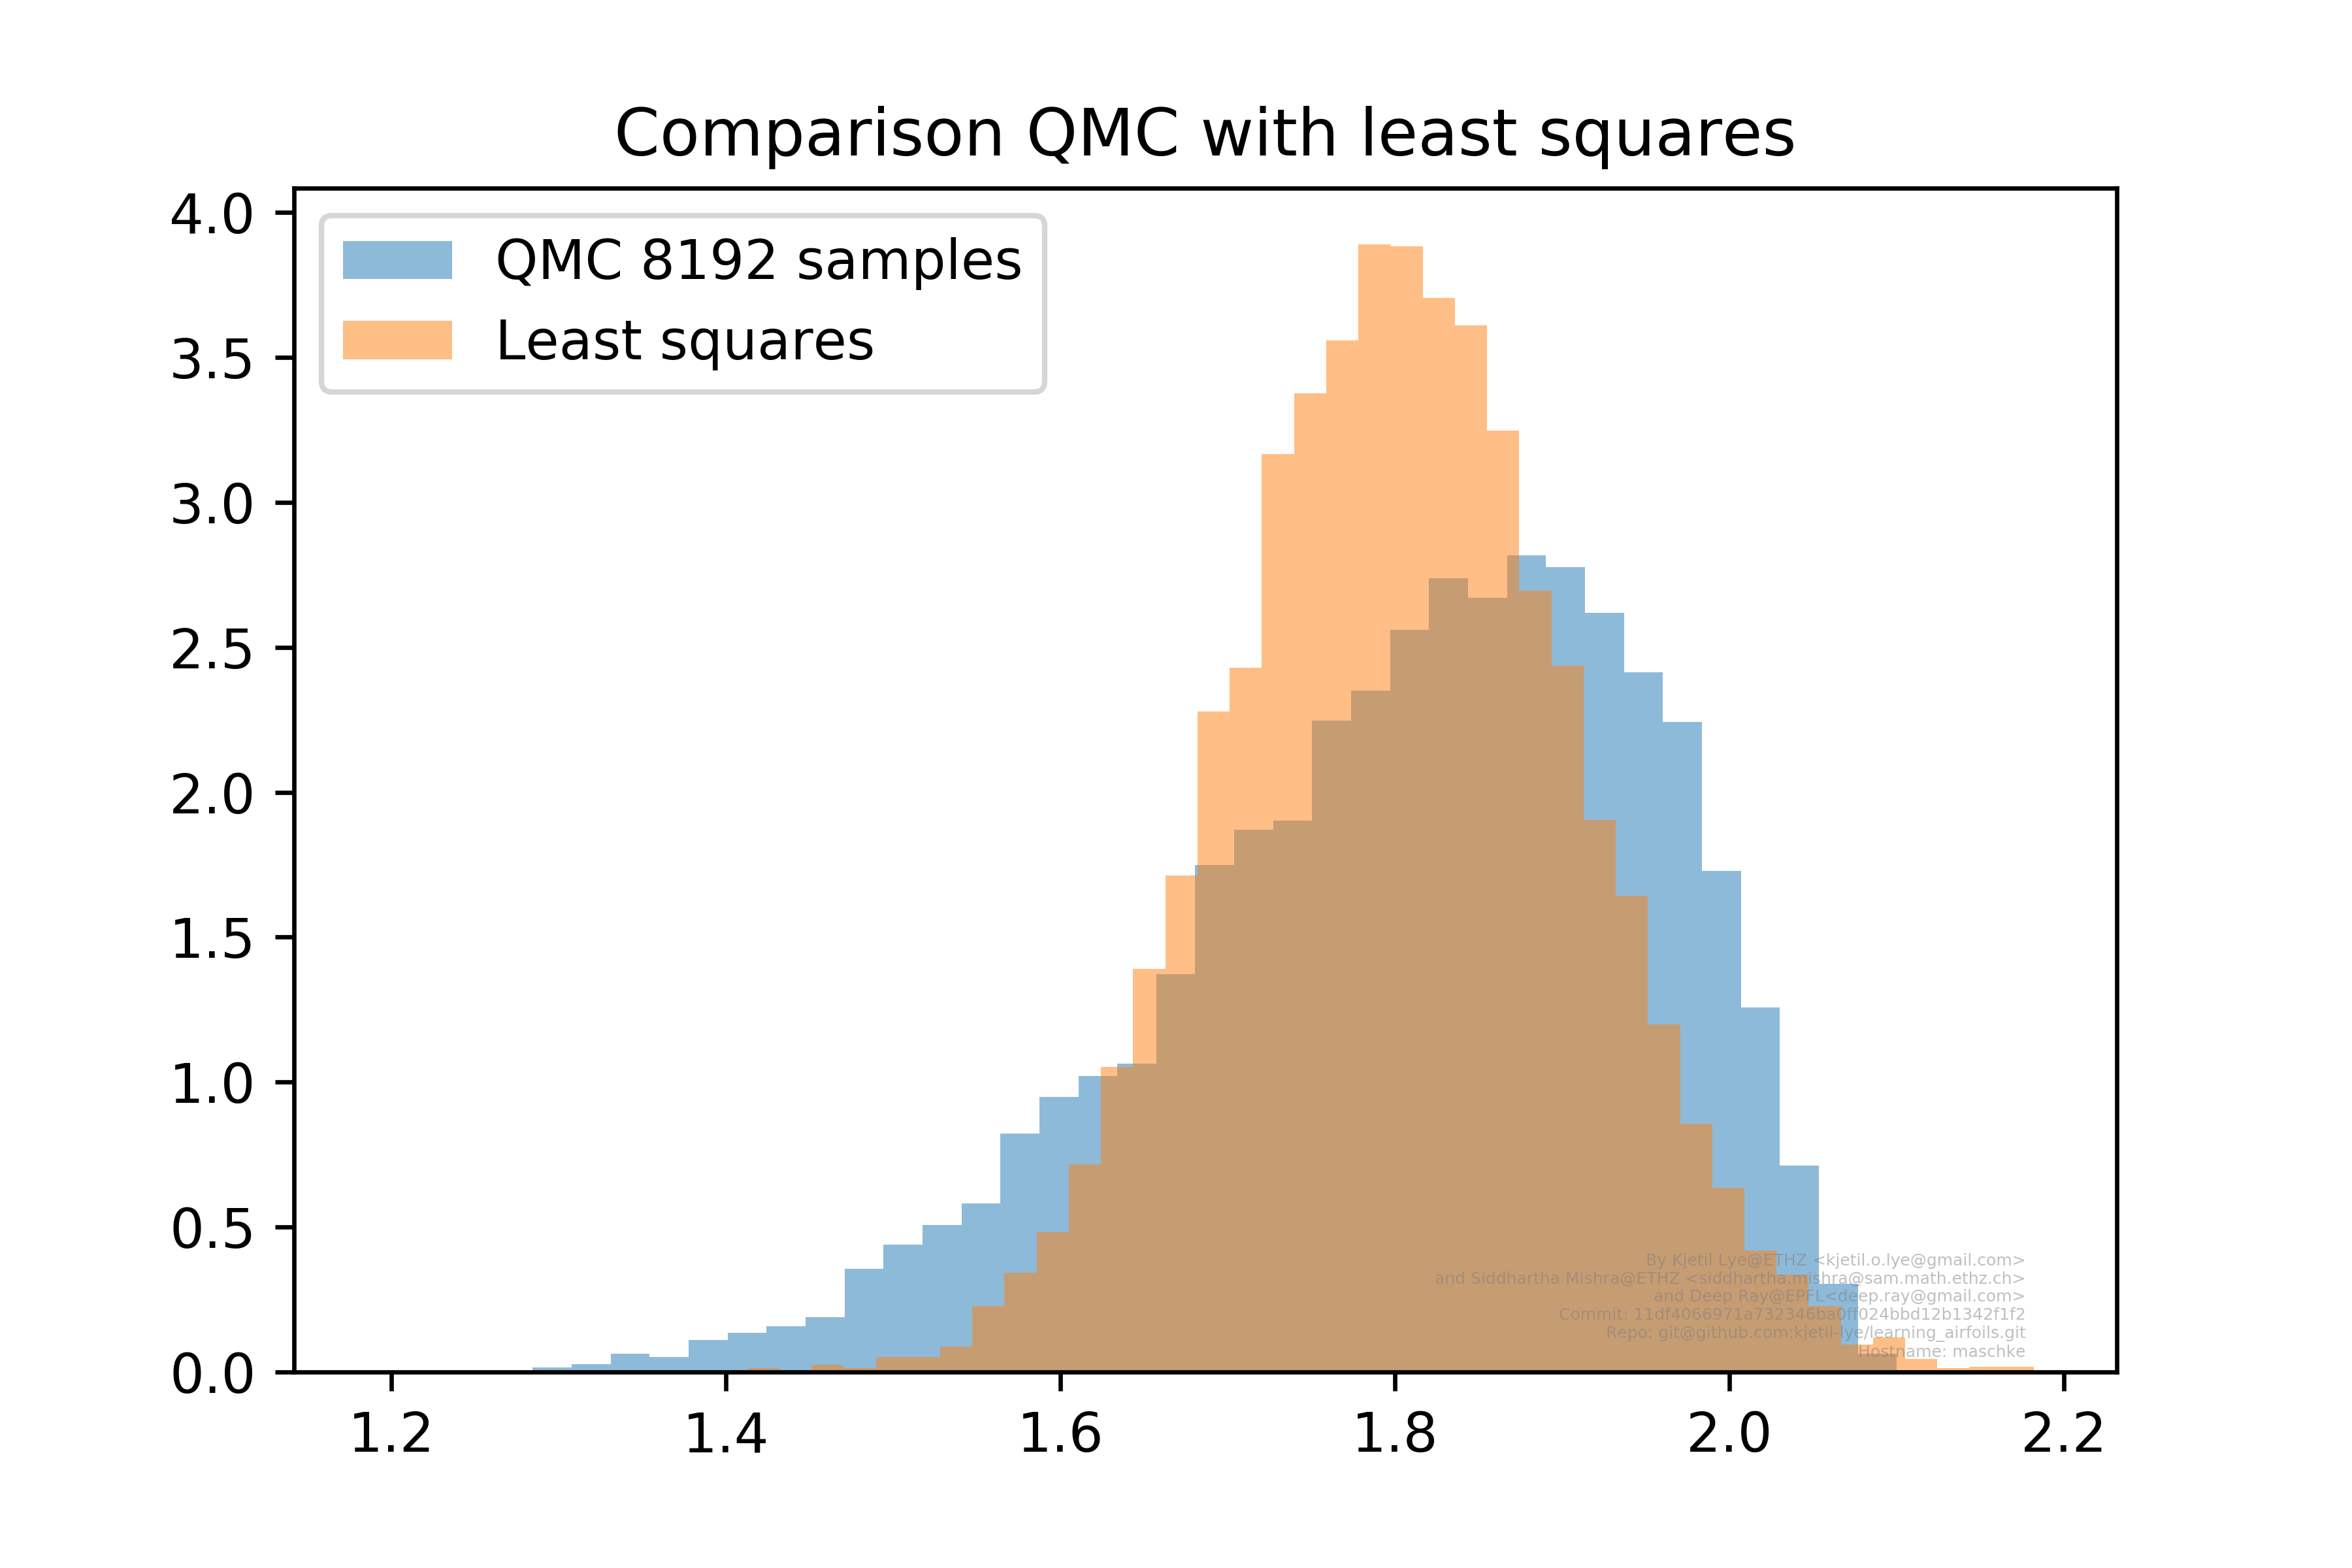 Comparison QMC with least squares
QMC 8192 samples
Least squares
4.0
3.5
3.0
2.5
2.0
1.5
1.0
0.5
0.0
1.2 1.4 1.6 1.8 2.0 2.2
By Kjetil Lye@ETHZ <kjetil.o.lye@gmail.com>
and Siddhartha Mishra@ETHZ <siddhartha.mishra@sam.math.ethz.ch>
and Deep Ray@EPFL<deep.ray@gmail.com>
Commit: 11df4066971a732346ba0ff024bbd12b1342f1f2
Repo: git@github.com:kjetil-lye/learning_airfoils.git
Hostname: maschke